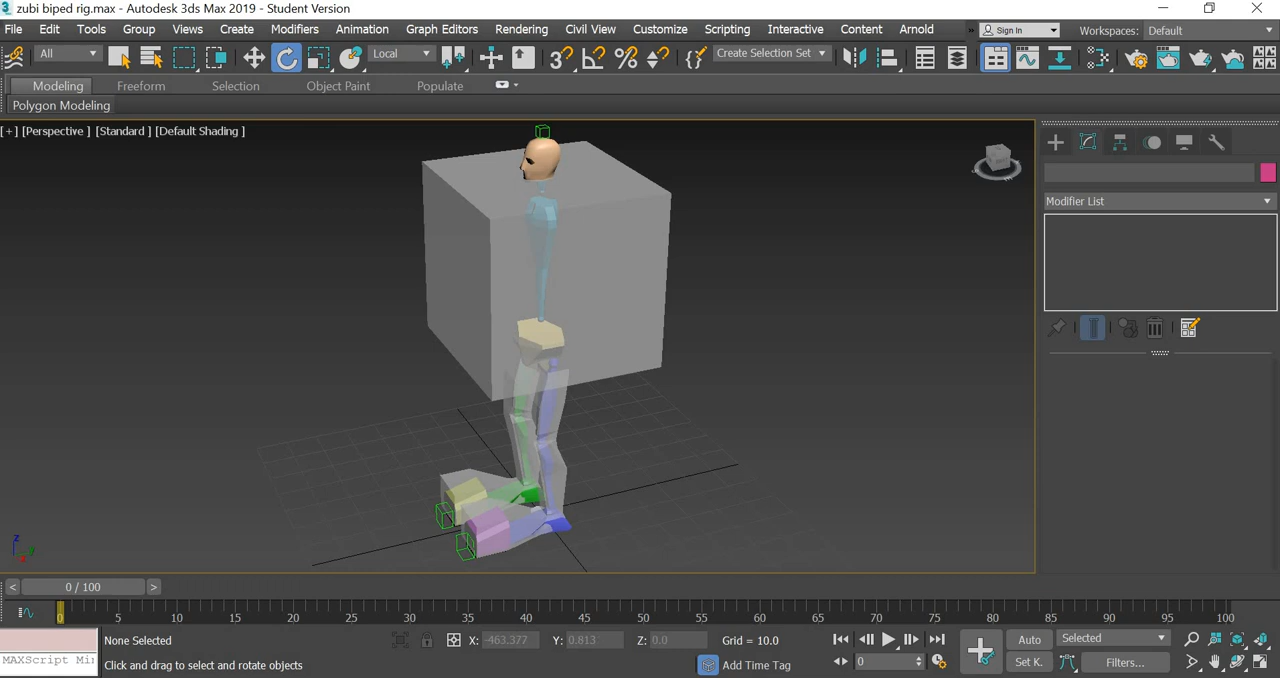 zubi biped rig.max - Autodesk 3ds Max 2019 - Student Version
File Edit Tools Group Views Create Modifiers Animation Graph Editors Rendering Civil View Customize Scripting Interactive Content Arnold » Sign In Workspaces: Default
All Local Create Selection Set
Modeling Freeform Selection Object Paint Populate
Polygon Modeling
[+] [Perspective ] [Standard ] [Default Shading ]
Modifier List
z
y
x
< 0 / 100 >
0 5 10 15 20 25 30 35 40 45 50 55 60 65 70 75 80 85 90 95 100
None Selected X: -463.377 Y: 0.813 Z: 0.0 Grid = 10.0 Auto Selected
MAXScript Mi
Click and drag to select and rotate objects Add Time Tag 0 Set K. Filters...